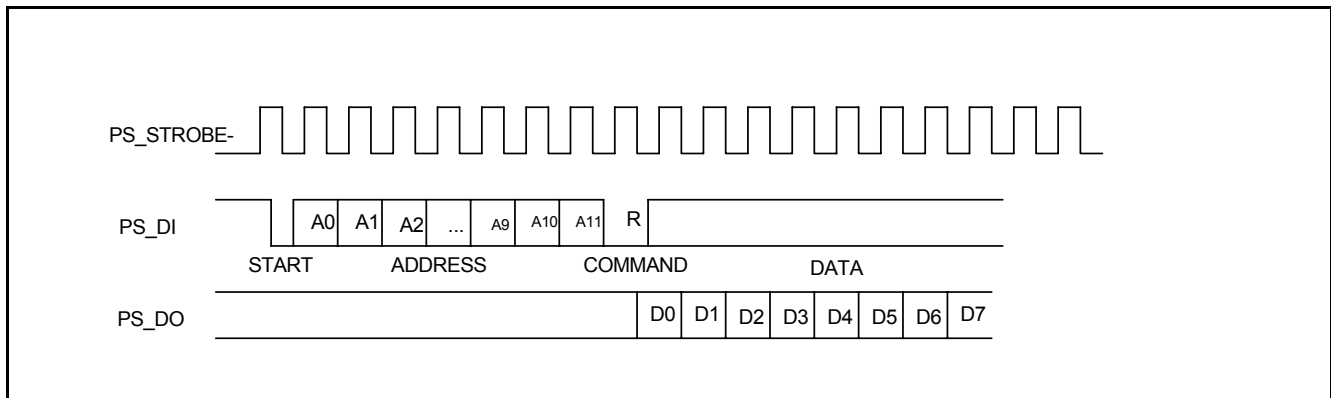 PS_STROBE-
PS_DI
A0 A1 A2 ... A9 A10 A11 R
START ADDRESS COMMAND DATA
PS_DO
D0 D1 D2 D3 D4 D5 D6 D7